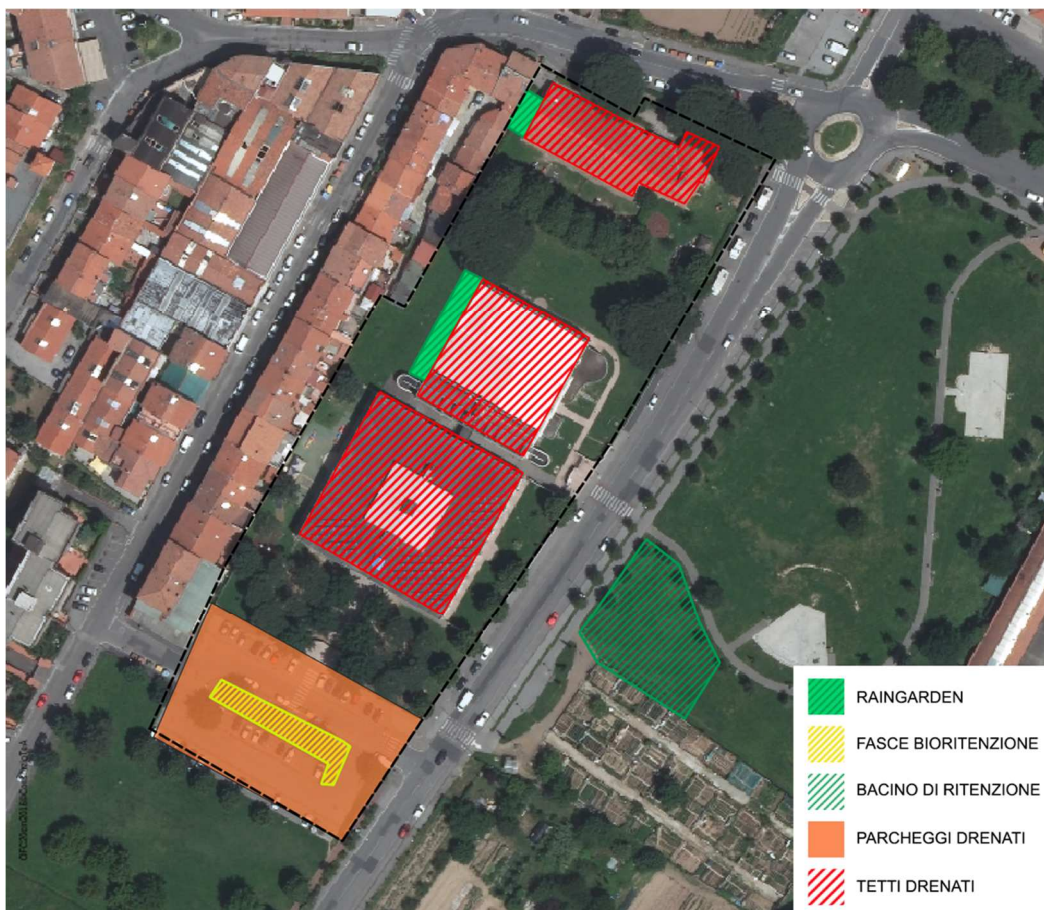 RAINGARDEN
FASCE BIORITENZIONE
BACINO DI RITENZIONE
PARCHEGGI DRENATI
TETTI DRENATI